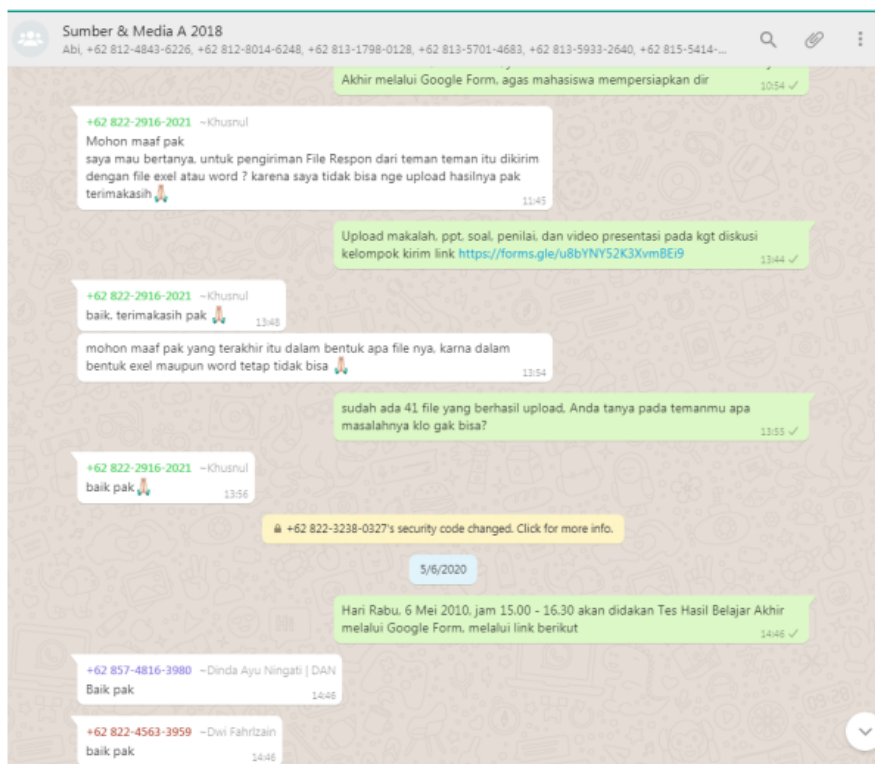 Sumber & Media A 2018
Abi, +62 812-4843-6226, +62 812-8014-6248, +62 813-1798-0128, +62 813-5701-4683, +62 813-5933-2640, +62 815-5414-...
Akhir melalui Google Form, agas mahasiswa mempersiapkan dir
10:54
+62 822-2916-2021 ~Khusnul
Mohon maaf pak
saya mau bertanya, untuk pengiriman File Respon dari teman teman itu dikirim
dengan file exel atau word ? karena saya tidak bisa nge upload hasilnya pak
terimakasih🙏🏻
11:45
Upload makalah, ppt, soal, penilai, dan video presentasi pada kgt diskusi
kelompok kirim link https://forms.gle/u8bYNY52K3XvmBEi9
13:44
+62 822-2916-2021 ~Khusnul
baik, terimakasih pak 🙏🏻
13:48
mohon maaf pak yang terakhir itu dalam bentuk apa file nya, karna dalam
bentuk exel maupun word tetap tidak bisa 🙏🏻
13:54
sudah ada 41 file yang berhasil upload, Anda tanya pada temanmu apa
masalahnya klo gak bisa?
13:55
+62 822-2916-2021 ~Khusnul
baik pak🙏🏻
13:56
+62 822-3238-0327's security code changed. Click for more info.
5/6/2020
Hari Rabu, 6 Mei 2010, jam 15.00 - 16.30 akan didakan Tes Hasil Belajar Akhir
melalui Google Form, melalui link berikut
14:46
+62 857-4816-3980 ~Dinda Ayu Ningati | DAN
Baik pak
14:46
+62 822-4563-3959 ~Dwi Fahrlzain
baik pak
14:46